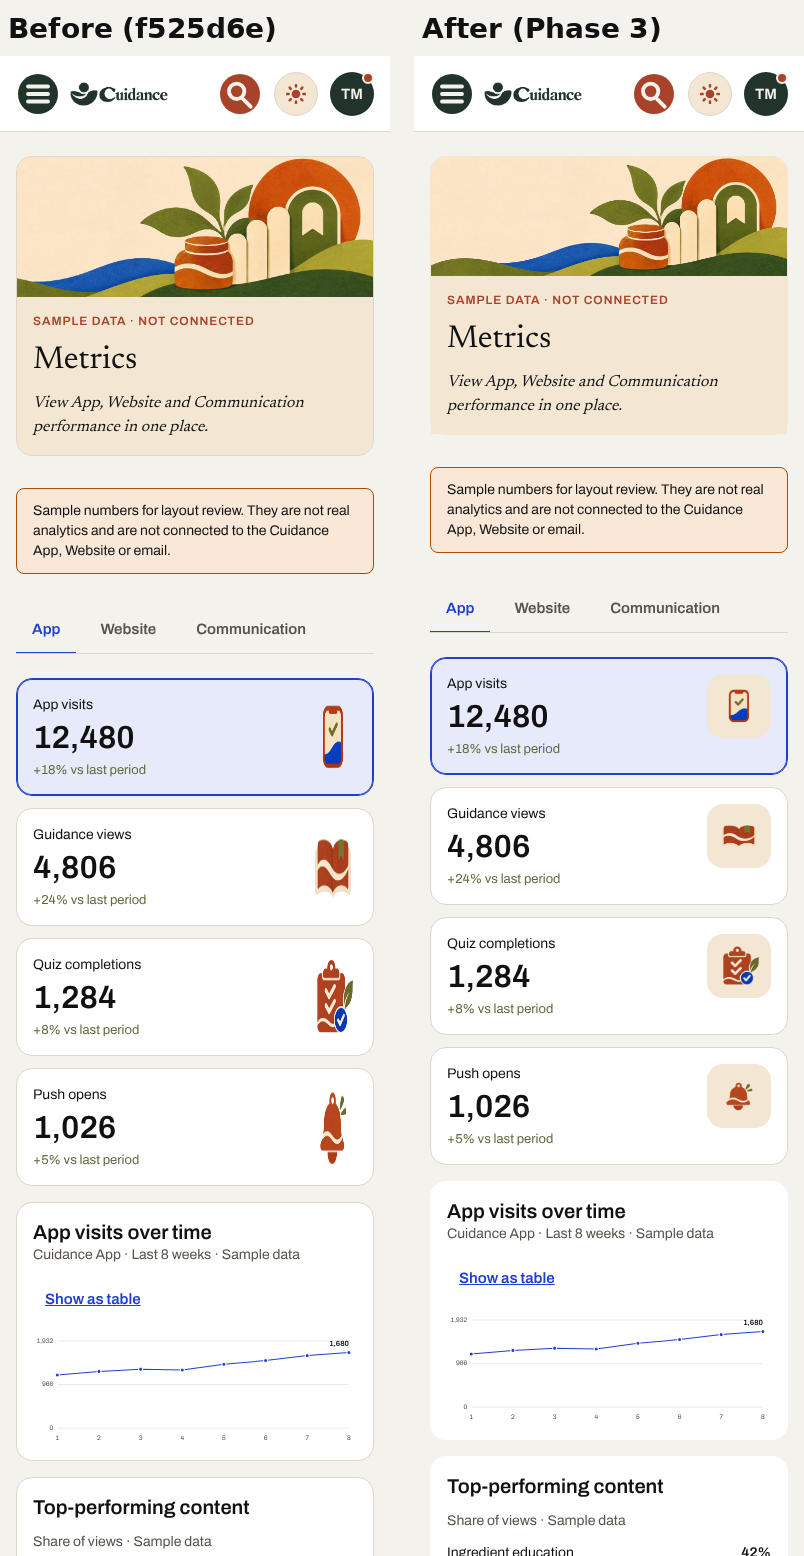 Before (f525d6e)
Cuidance
TM
SAMPLE DATA · NOT CONNECTED
Metrics
View App, Website and Communication
performance in one place.
Sample numbers for layout review. They are not real
analytics and are not connected to the Cuidance
App, Website or email.
App Website Communication
App visits
12,480
+18% vs last period
Guidance views
4,806
+24% vs last period
Quiz completions
1,284
+8% vs last period
Push opens
1,026
+5% vs last period
App visits over time
Cuidance App · Last 8 weeks · Sample data
Show as table
1,932
1,680
966
0
1 2 3 4 5 6 7 8
Top-performing content
Share of views · Sample data
After (Phase 3)
Cuidance
TM
SAMPLE DATA · NOT CONNECTED
Metrics
View App, Website and Communication
performance in one place.
Sample numbers for layout review. They are not real
analytics and are not connected to the Cuidance
App, Website or email.
App Website Communication
App visits
12,480
+18% vs last period
Guidance views
4,806
+24% vs last period
Quiz completions
1,284
+8% vs last period
Push opens
1,026
+5% vs last period
App visits over time
Cuidance App · Last 8 weeks · Sample data
Show as table
1,932
1,680
966
0
1 2 3 4 5 6 7 8
Top-performing content
Share of views · Sample data
Ingredient education 42%